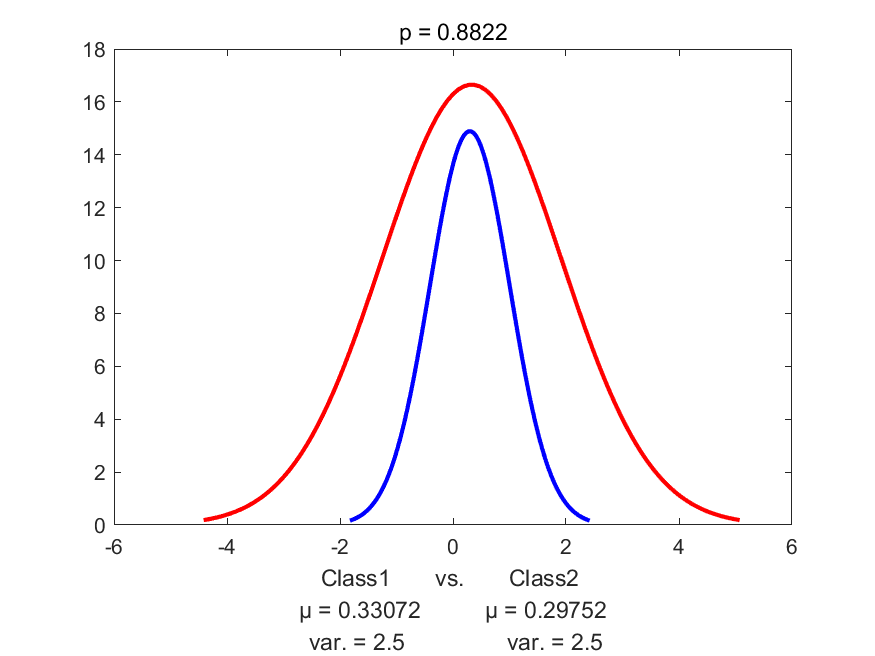 p = 0.8822
18
16
14
12
10
8
6
4
2
0
-6 -4 -2 0 2 4 6
Class1 vs. Class2
μ = 0.33072 μ = 0.29752
var. = 2.5 var. = 2.5